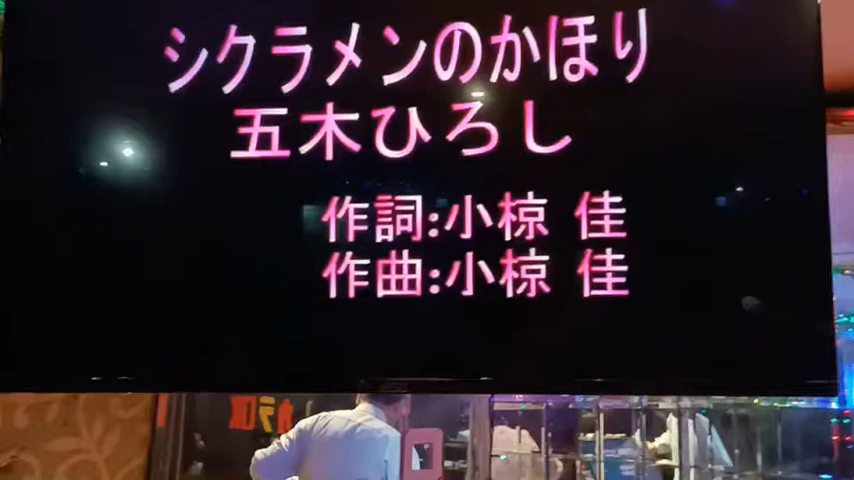 シクラメンのかほり
五木ひろし
作詞:小椋 佳
作曲:小椋 佳